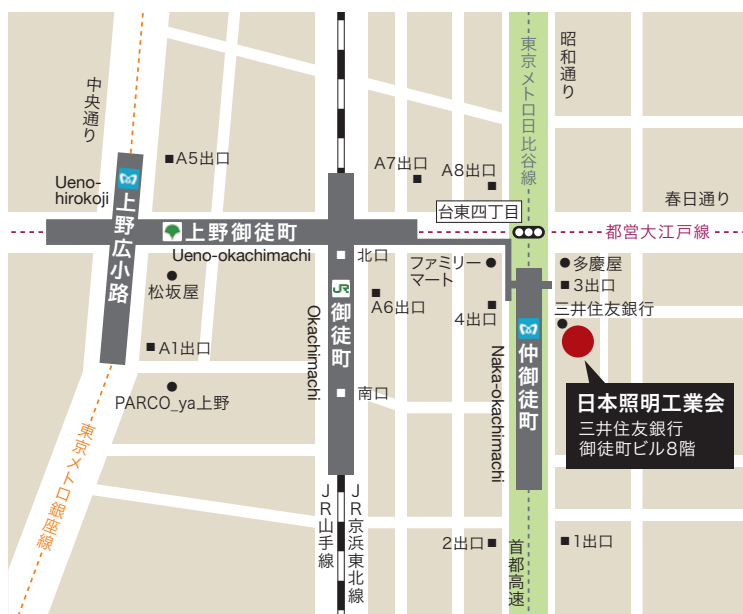 中央通り
東京メトロ日比谷線
昭和通り
A5出口
A7出口
A8出口
Ueno-
hirokoji
春日通り
台東四丁目
上野広小路
上野御徒町
都営大江戸線
Ueno-okachimachi
北口
ファミリー
マート
多慶屋
3出口
松坂屋
JR
御徒町
Okachimachi
A6出口
4出口
三井住友銀行
仲御徒町
Naka-okachimachi
A1出口
PARCO_ya上野
南口
日本照明工業会
三井住友銀行
御徒町ビル8階
東京メトロ銀座線
JR山手線
JR京浜東北線
2出口
首都高速
1出口